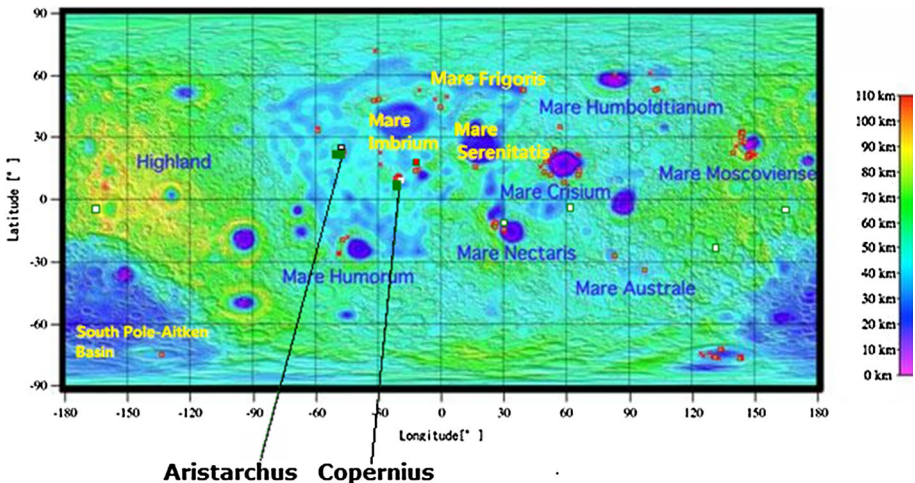 90
60
30
0
-30
-60
-90
Latitude [°]
Mare Frigoris
Mare Humboldtianum
Mare
Imbrium
Mare
Serenitatis
Highland
Mare Moscoviense
Mare Crisium
Mare Nectaris
Mare Humorum
Mare Australe
South Pole-Aitken
Basin
-180 -150 -120 -90 -60 -30 0 30 60 90 120 150 180
Longitude[° ]
110 km
100 km
90 km
80 km
70 km
60 km
50 km
40 km
30 km
20 km
10 km
0 km
Aristarchus Copernius